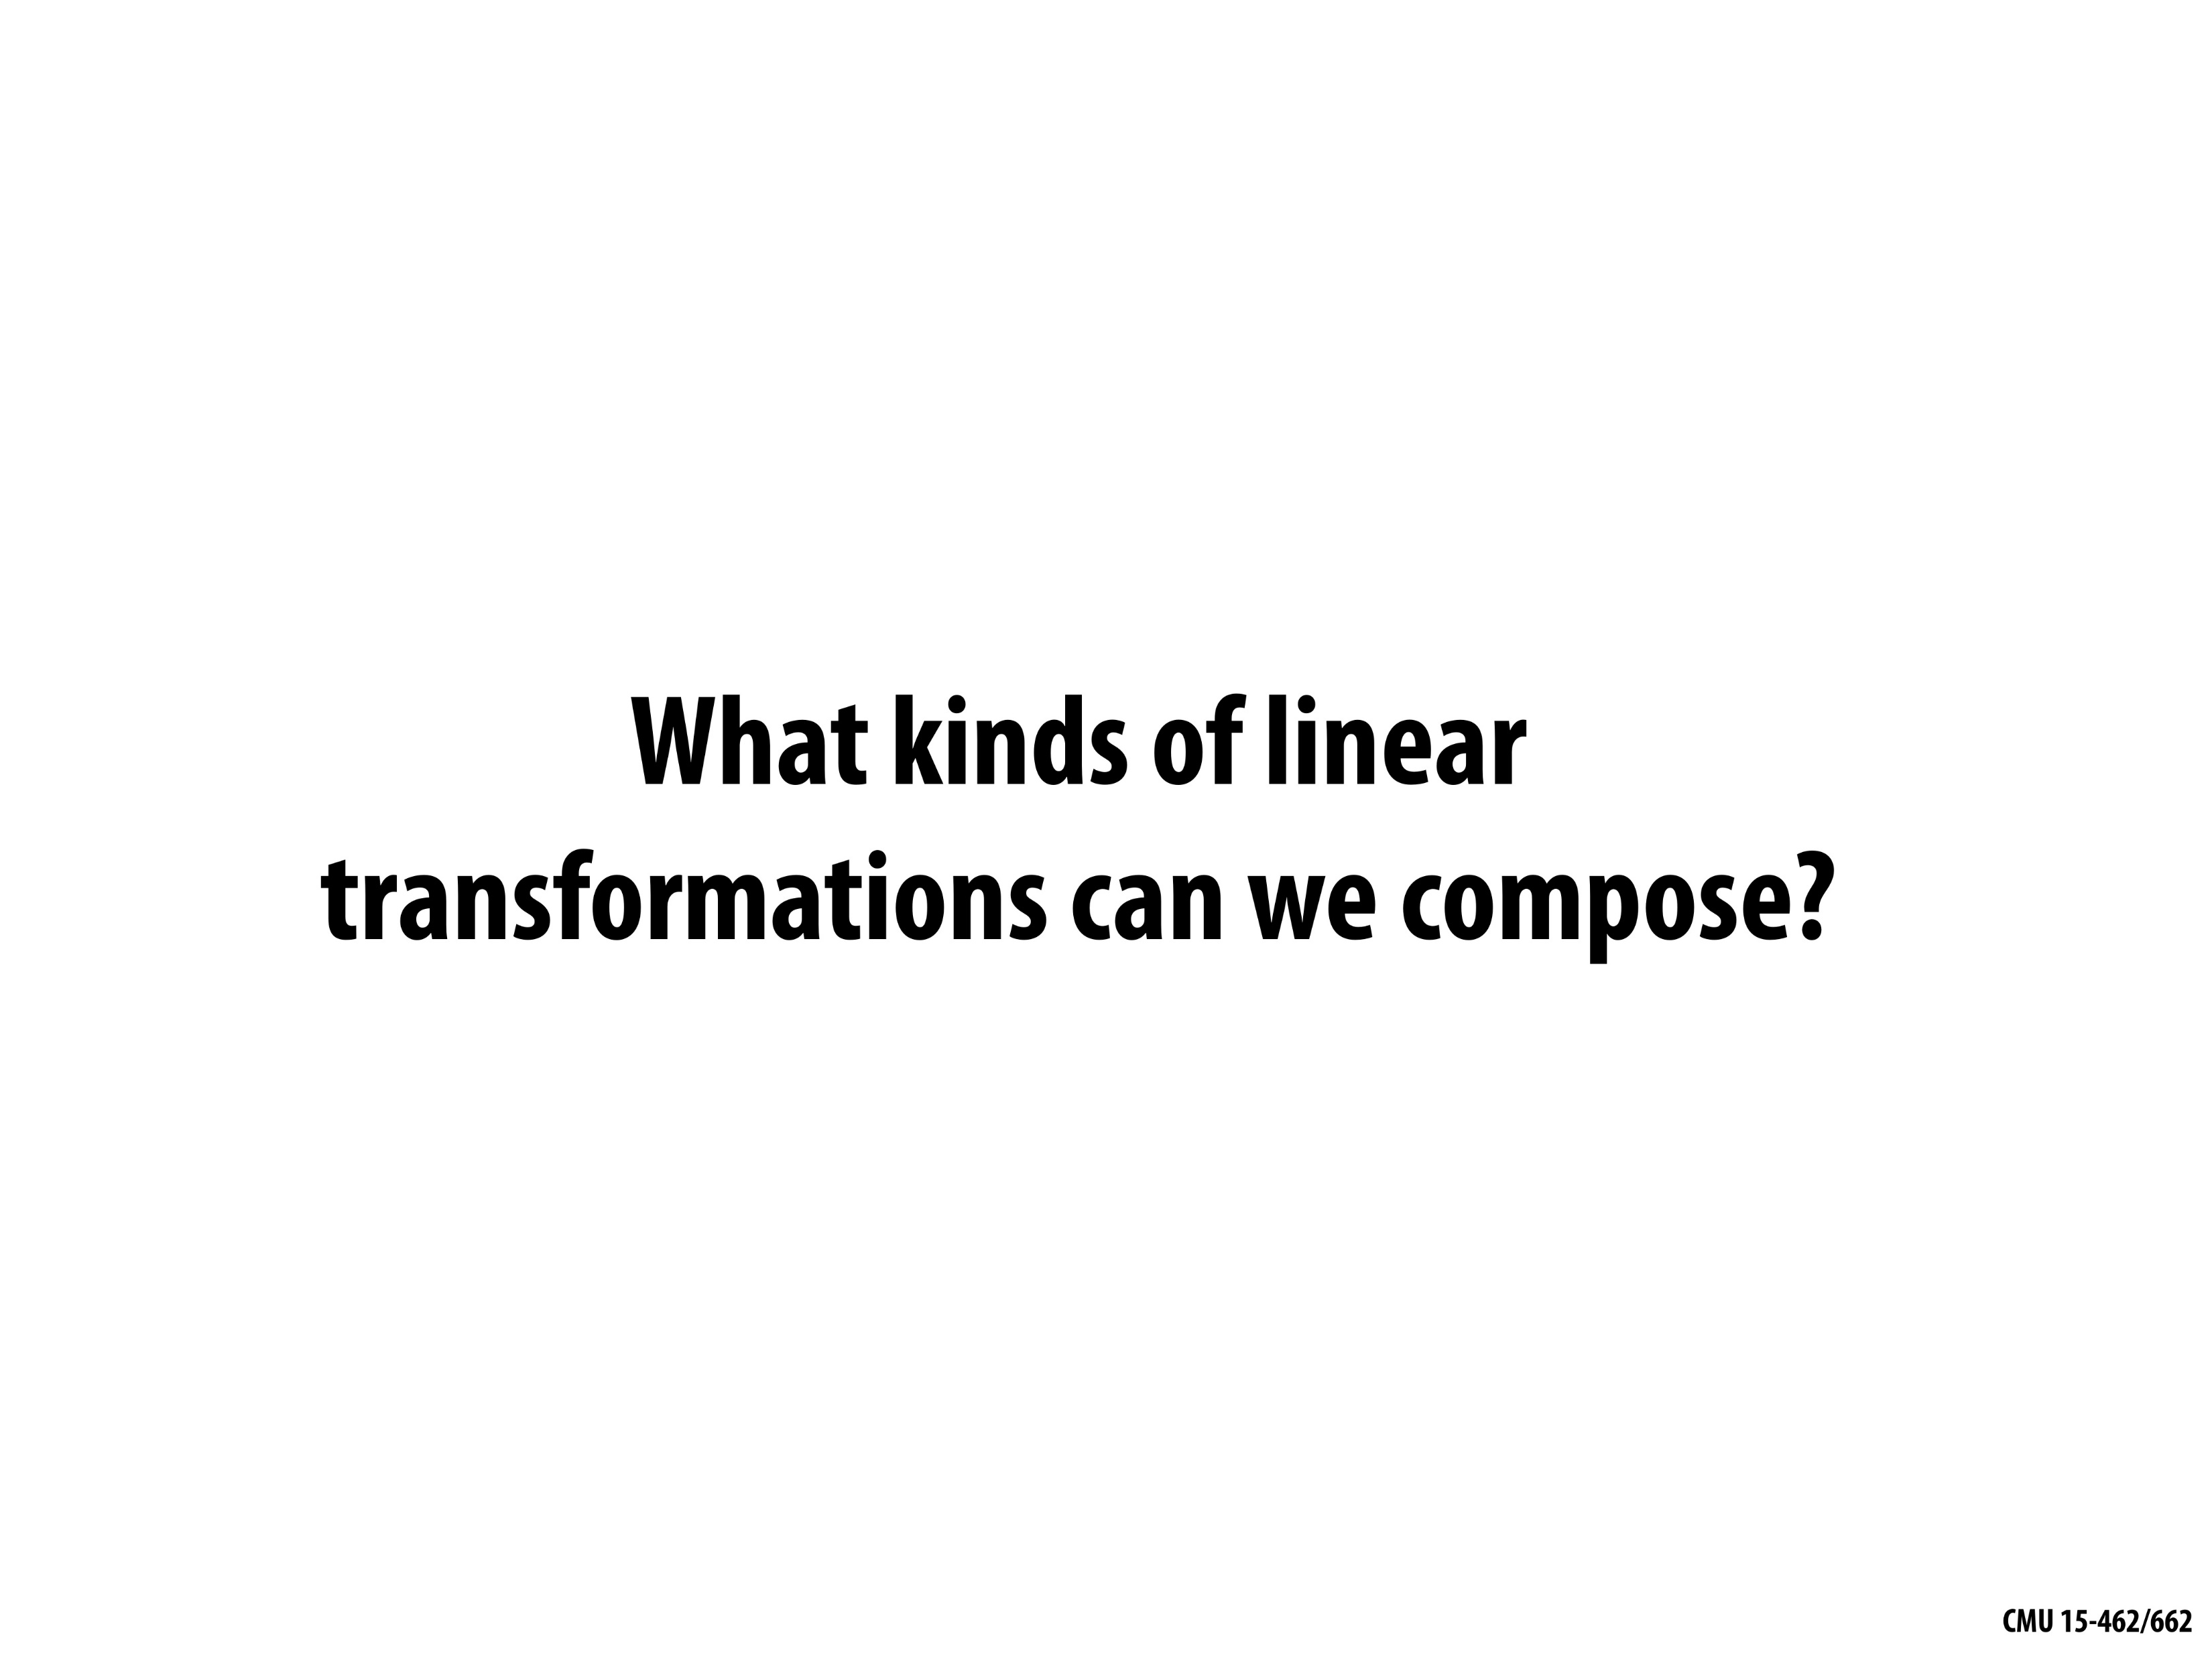 What kinds of linear
transformations can we compose?
CMU 15-462/662